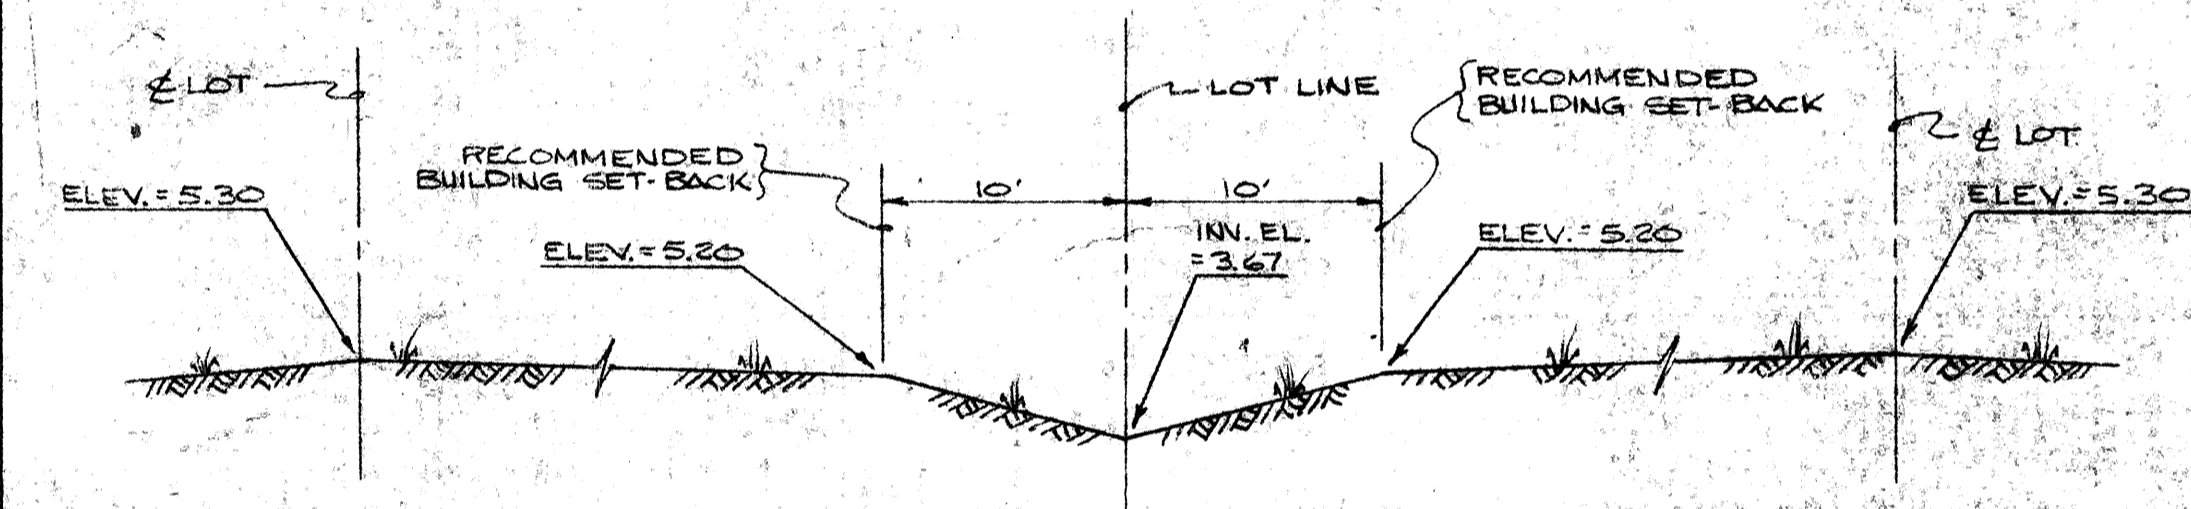 ℄ LOT
LOT LINE
RECOMMENDED
BUILDING SET-BACK
℄ LOT
RECOMMENDED
BUILDING SET-BACK
10'
10'
ELEV. = 5.30
ELEV. = 5.30
INV. EL.
= 3.67
ELEV. = 5.20
ELEV. = 5.20